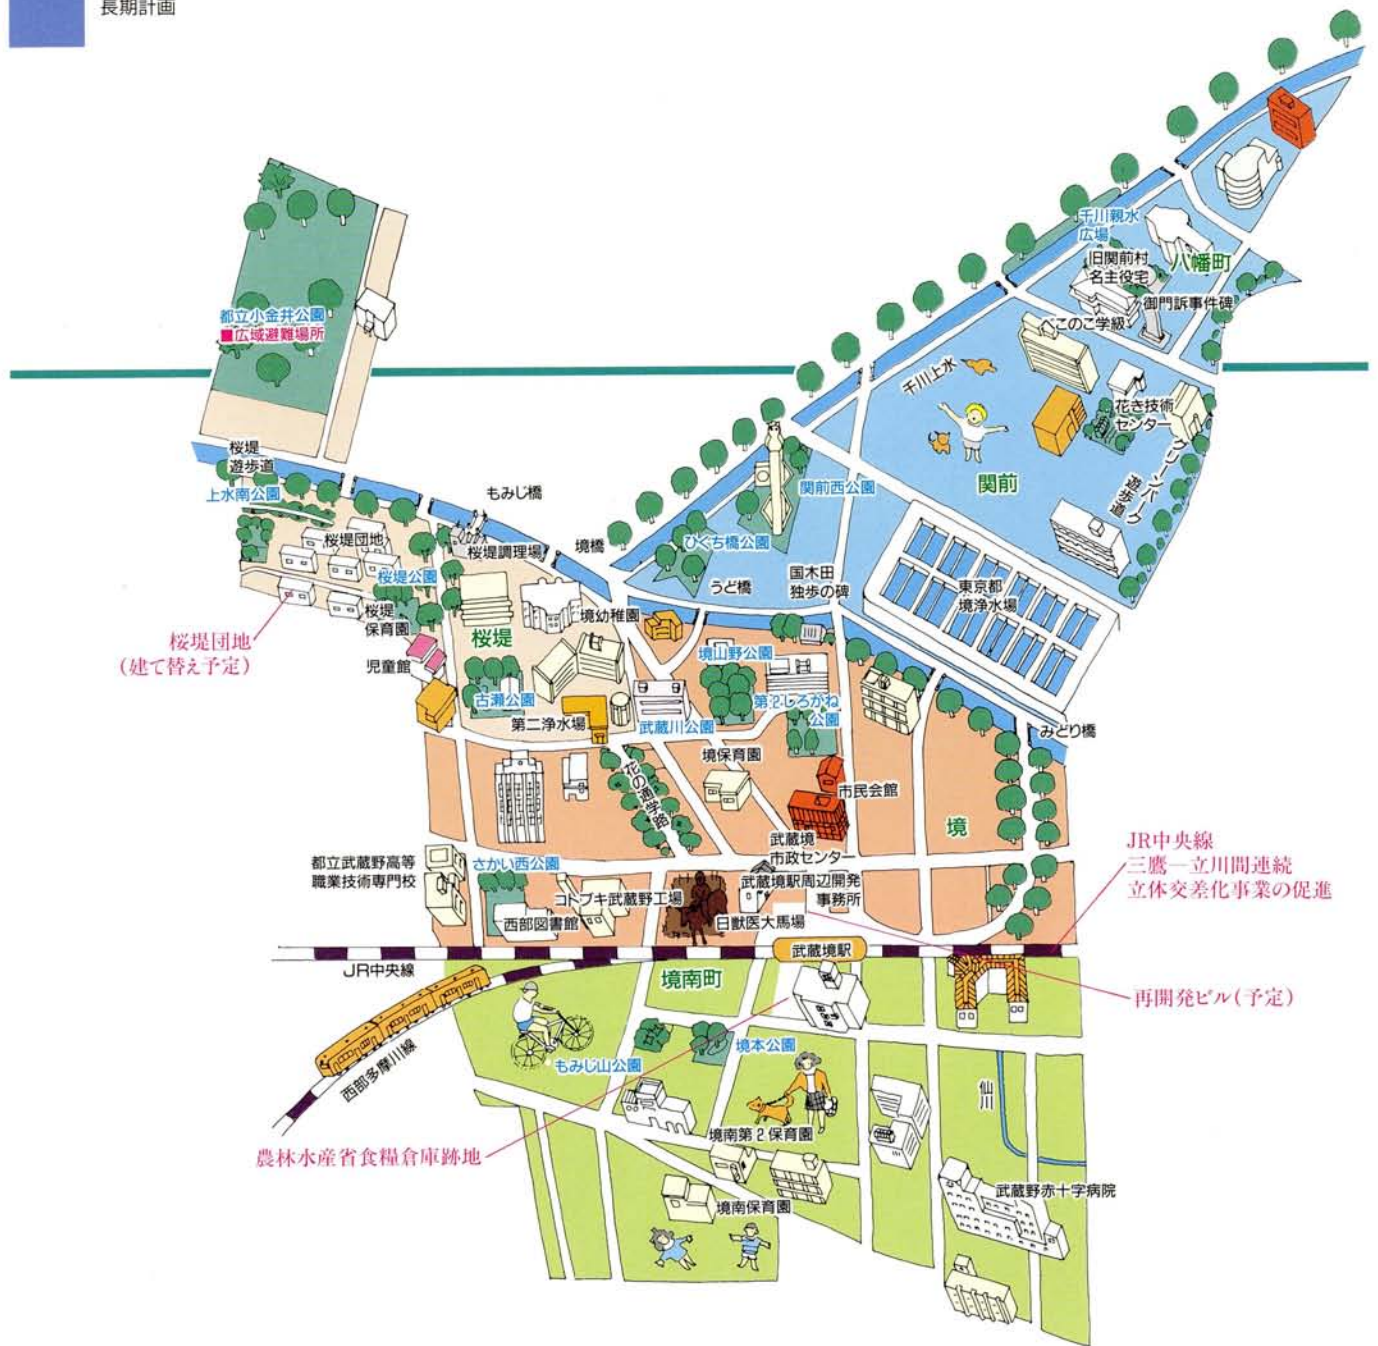 長期計画
千川親水
広場
旧関前村
名主役宅
八幡町
御門訴事件碑
ぺこのこ学級
都立小金井公園
■広域避難場所
千川上水
花き技術
センター
グリーンパーク
遊歩道
関前
桜堤
遊歩道
上水南公園
もみじ橋
関前西公園
桜堤団地
桜堤調理場
境橋
ひぐち橋公園
桜堤公園
うど橋
国木田
独歩の碑
東京都
境浄水場
桜堤
保育園
境幼稚園
桜堤団地
(建て替え予定)
桜堤
児童館
境山野公園
古瀬公園
第2しろかね
公園
第二浄水場
武蔵川公園
みどり橋
境保育園
花の通学路
市民会館
境
武蔵境
市政センター
JR中央線
三鷹―立川間連続
立体交差化事業の促進
都立武蔵野高等
職業技術専門校
さかい西公園
コトブキ武蔵野工場
武蔵境駅周辺開発
事務所
西部図書館
日獣医大馬場
武蔵境駅
JR中央線
境南町
再開発ビル(予定)
西部多摩川線
もみじ山公園
境本公園
仙川
境南第2保育園
農林水産省食糧倉庫跡地
武蔵野赤十字病院
境南保育園